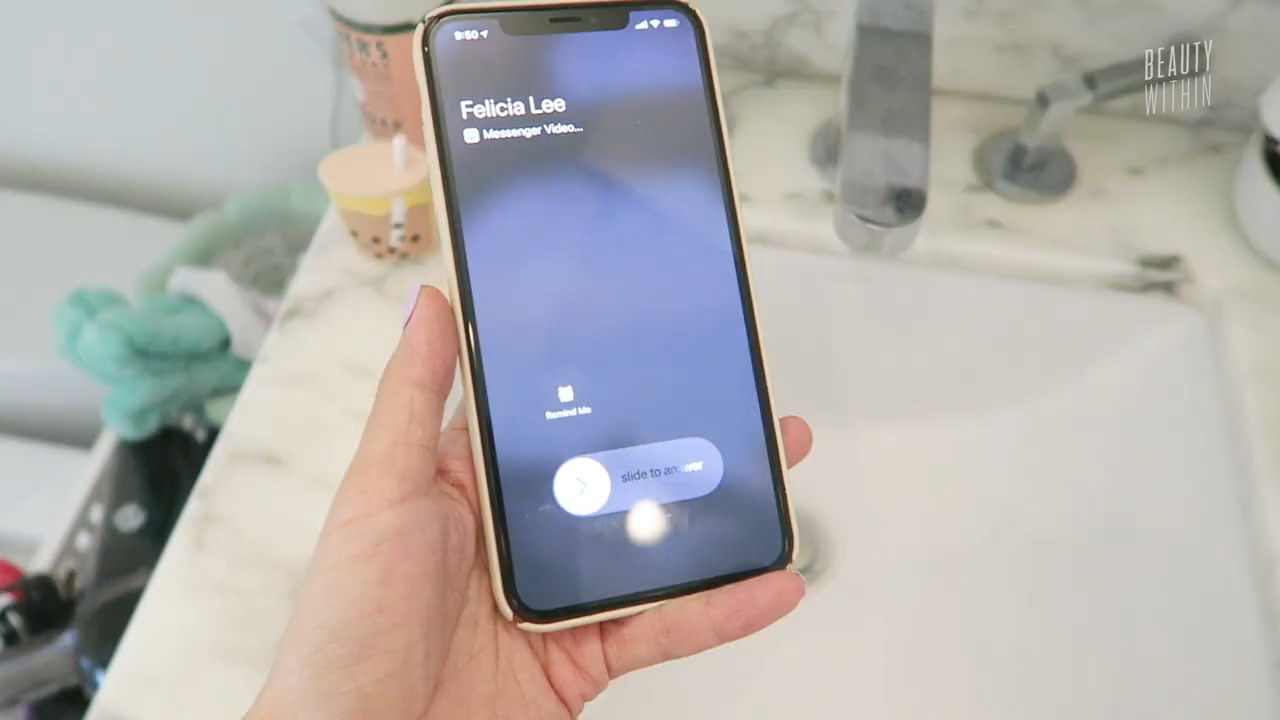 9:50
Felicia Lee
Messenger Video...
Remind Me
slide to answer
BEAUTY
WITHIN